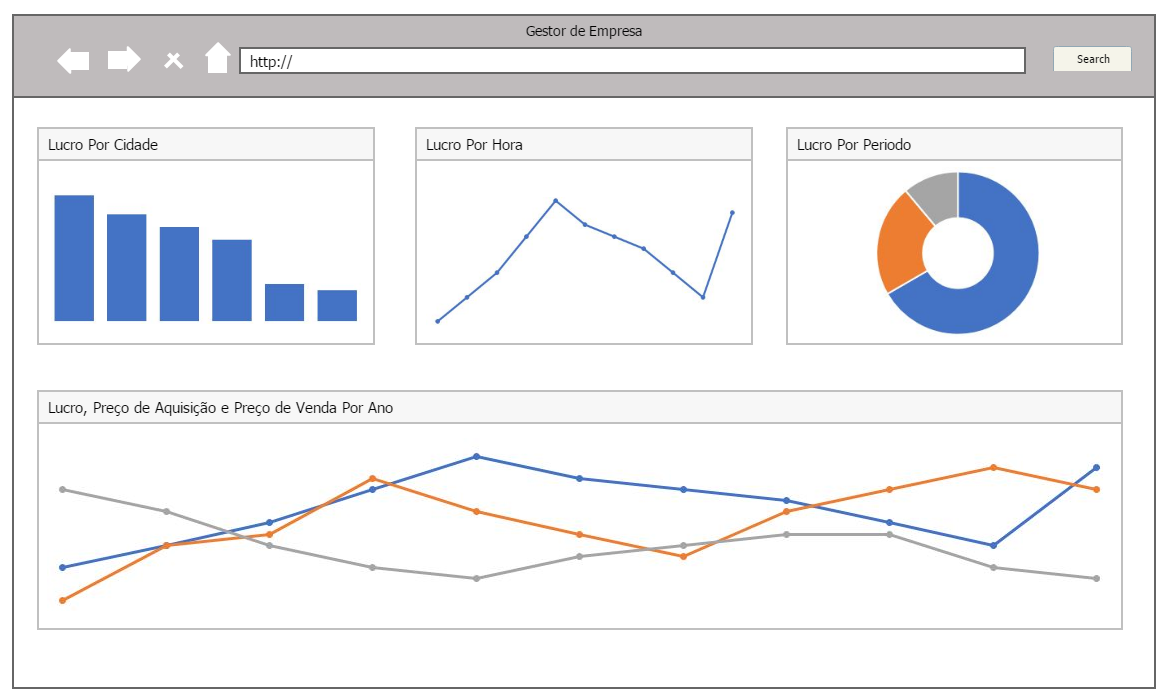 Gestor de Empresa
http://
Search
Lucro Por Cidade
Lucro Por Hora
Lucro Por Periodo
Lucro, Preço de Aquisição e Preço de Venda Por Ano